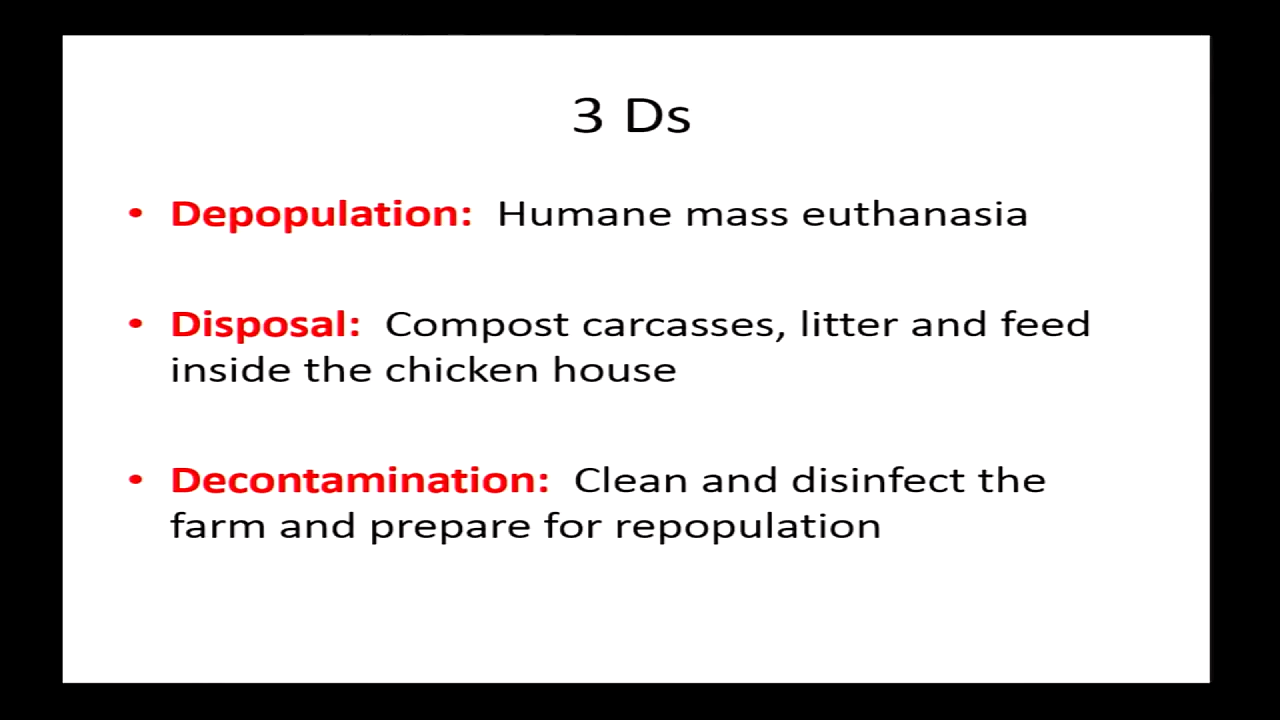 3 Ds
• Depopulation: Humane mass euthanasia
• Disposal: Compost carcasses, litter and feed
inside the chicken house
• Decontamination: Clean and disinfect the
farm and prepare for repopulation